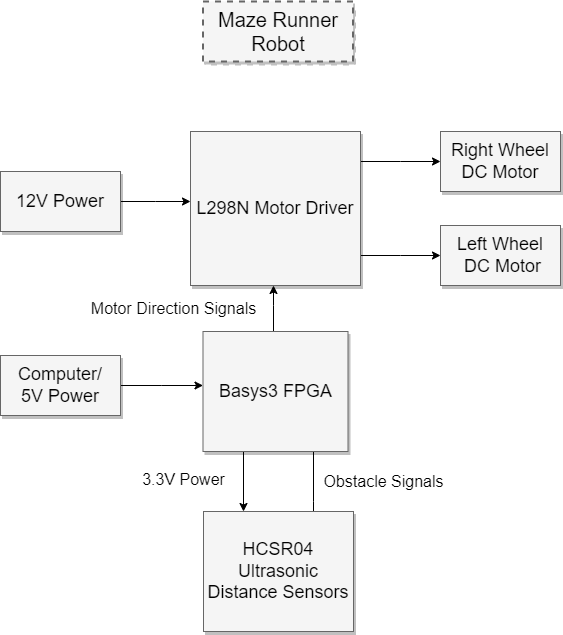 Maze Runner
Robot
12V Power
L298N Motor Driver
Right Wheel
DC Motor
Left Wheel
DC Motor
Motor Direction Signals
Computer/
5V Power
Basys3 FPGA
3.3V Power
Obstacle Signals
HCSR04
Ultrasonic
Distance Sensors